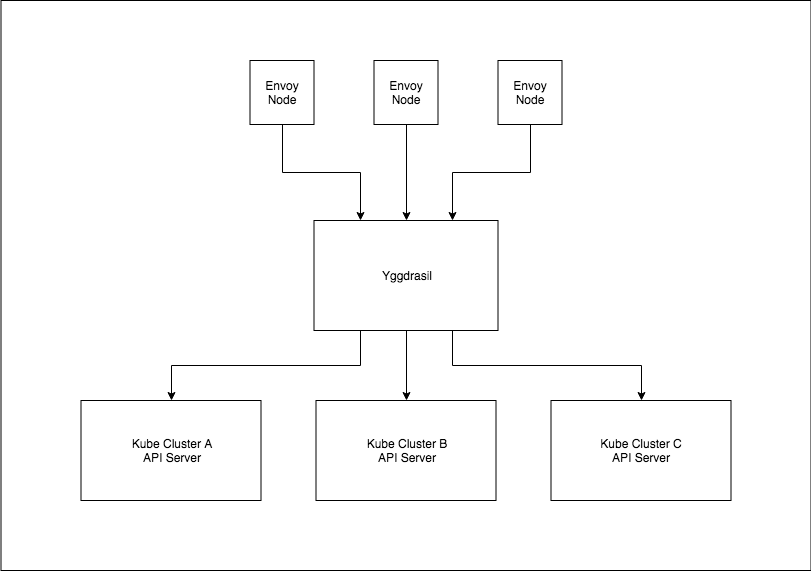 Envoy
Node
Envoy
Node
Envoy
Node
Yggdrasil
Kube Cluster A
API Server
Kube Cluster B
API Server
Kube Cluster C
API Server